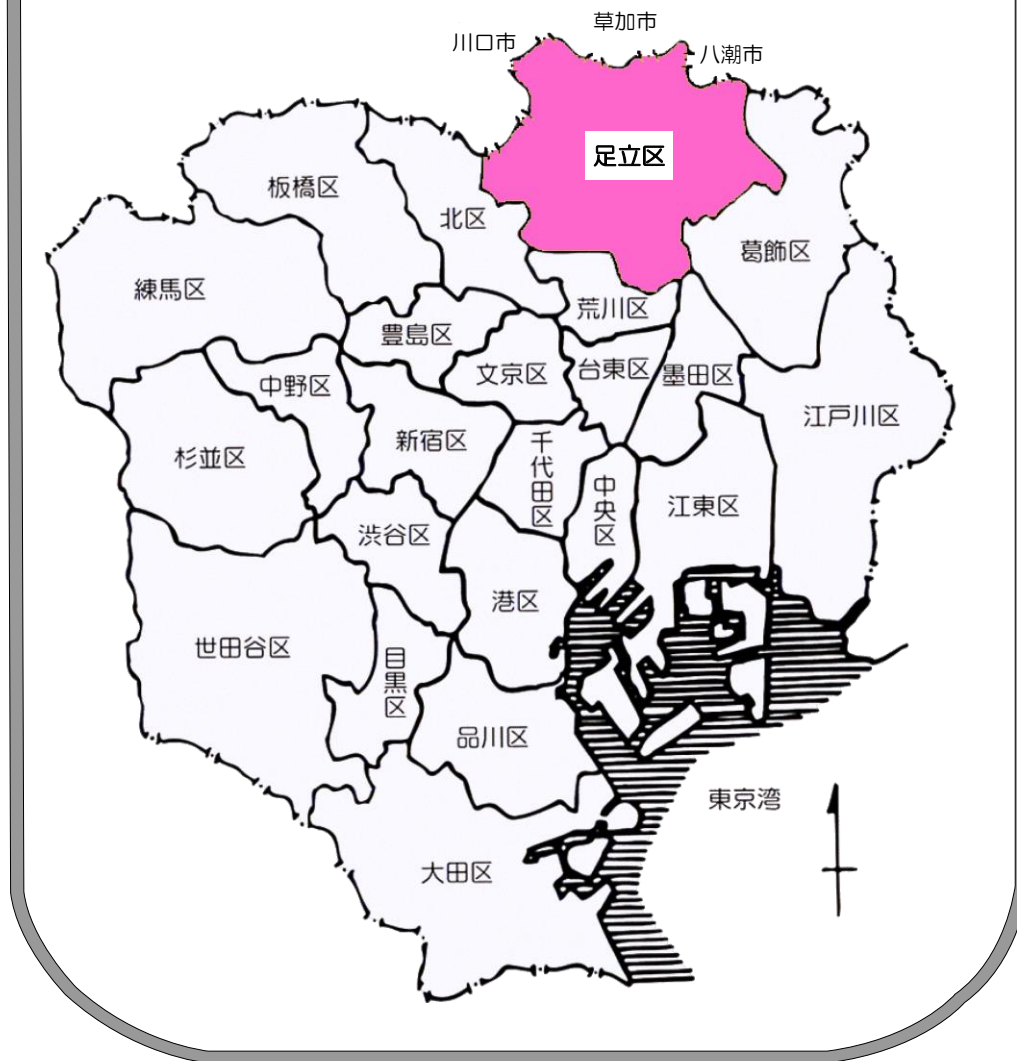 草加市
川口市
八潮市
足立区
板橋区
北区
葛飾区
練馬区
荒川区
豊島区
文京区
台東区
墨田区
中野区
江戸川区
新宿区
千代田区
杉並区
中央区
江東区
渋谷区
港区
世田谷区
目黒区
品川区
東京湾
大田区